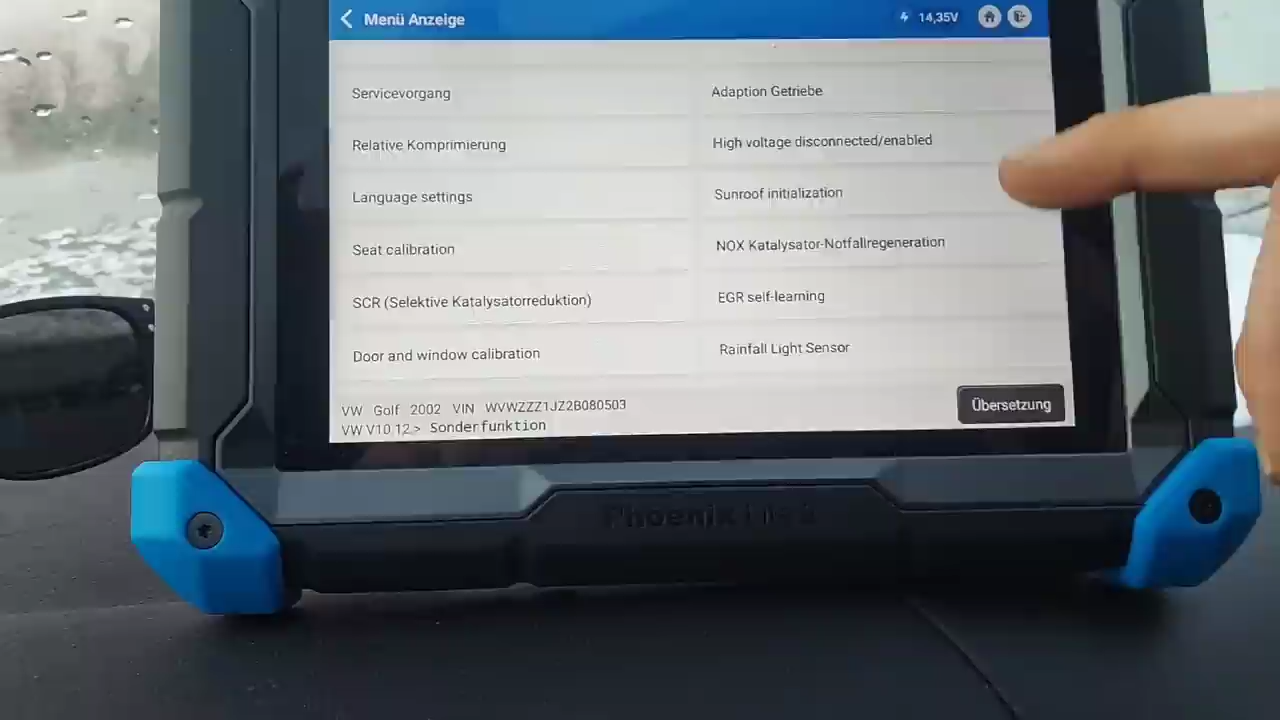 Menü Anzeige
14,35V
Servicevorgang
Adaption Getriebe
Relative Komprimierung
High voltage disconnected/enabled
Language settings
Sunroof initialization
Seat calibration
NOX Katalysator-Notfallregeneration
SCR (Selektive Katalysatorreduktion)
EGR self-learning
Door and window calibration
Rainfall Light Sensor
VW Golf 2002 VIN WVWZZZ1JZ2B080503
VW V10.12 > Sonderfunktion
Übersetzung
Phoenix